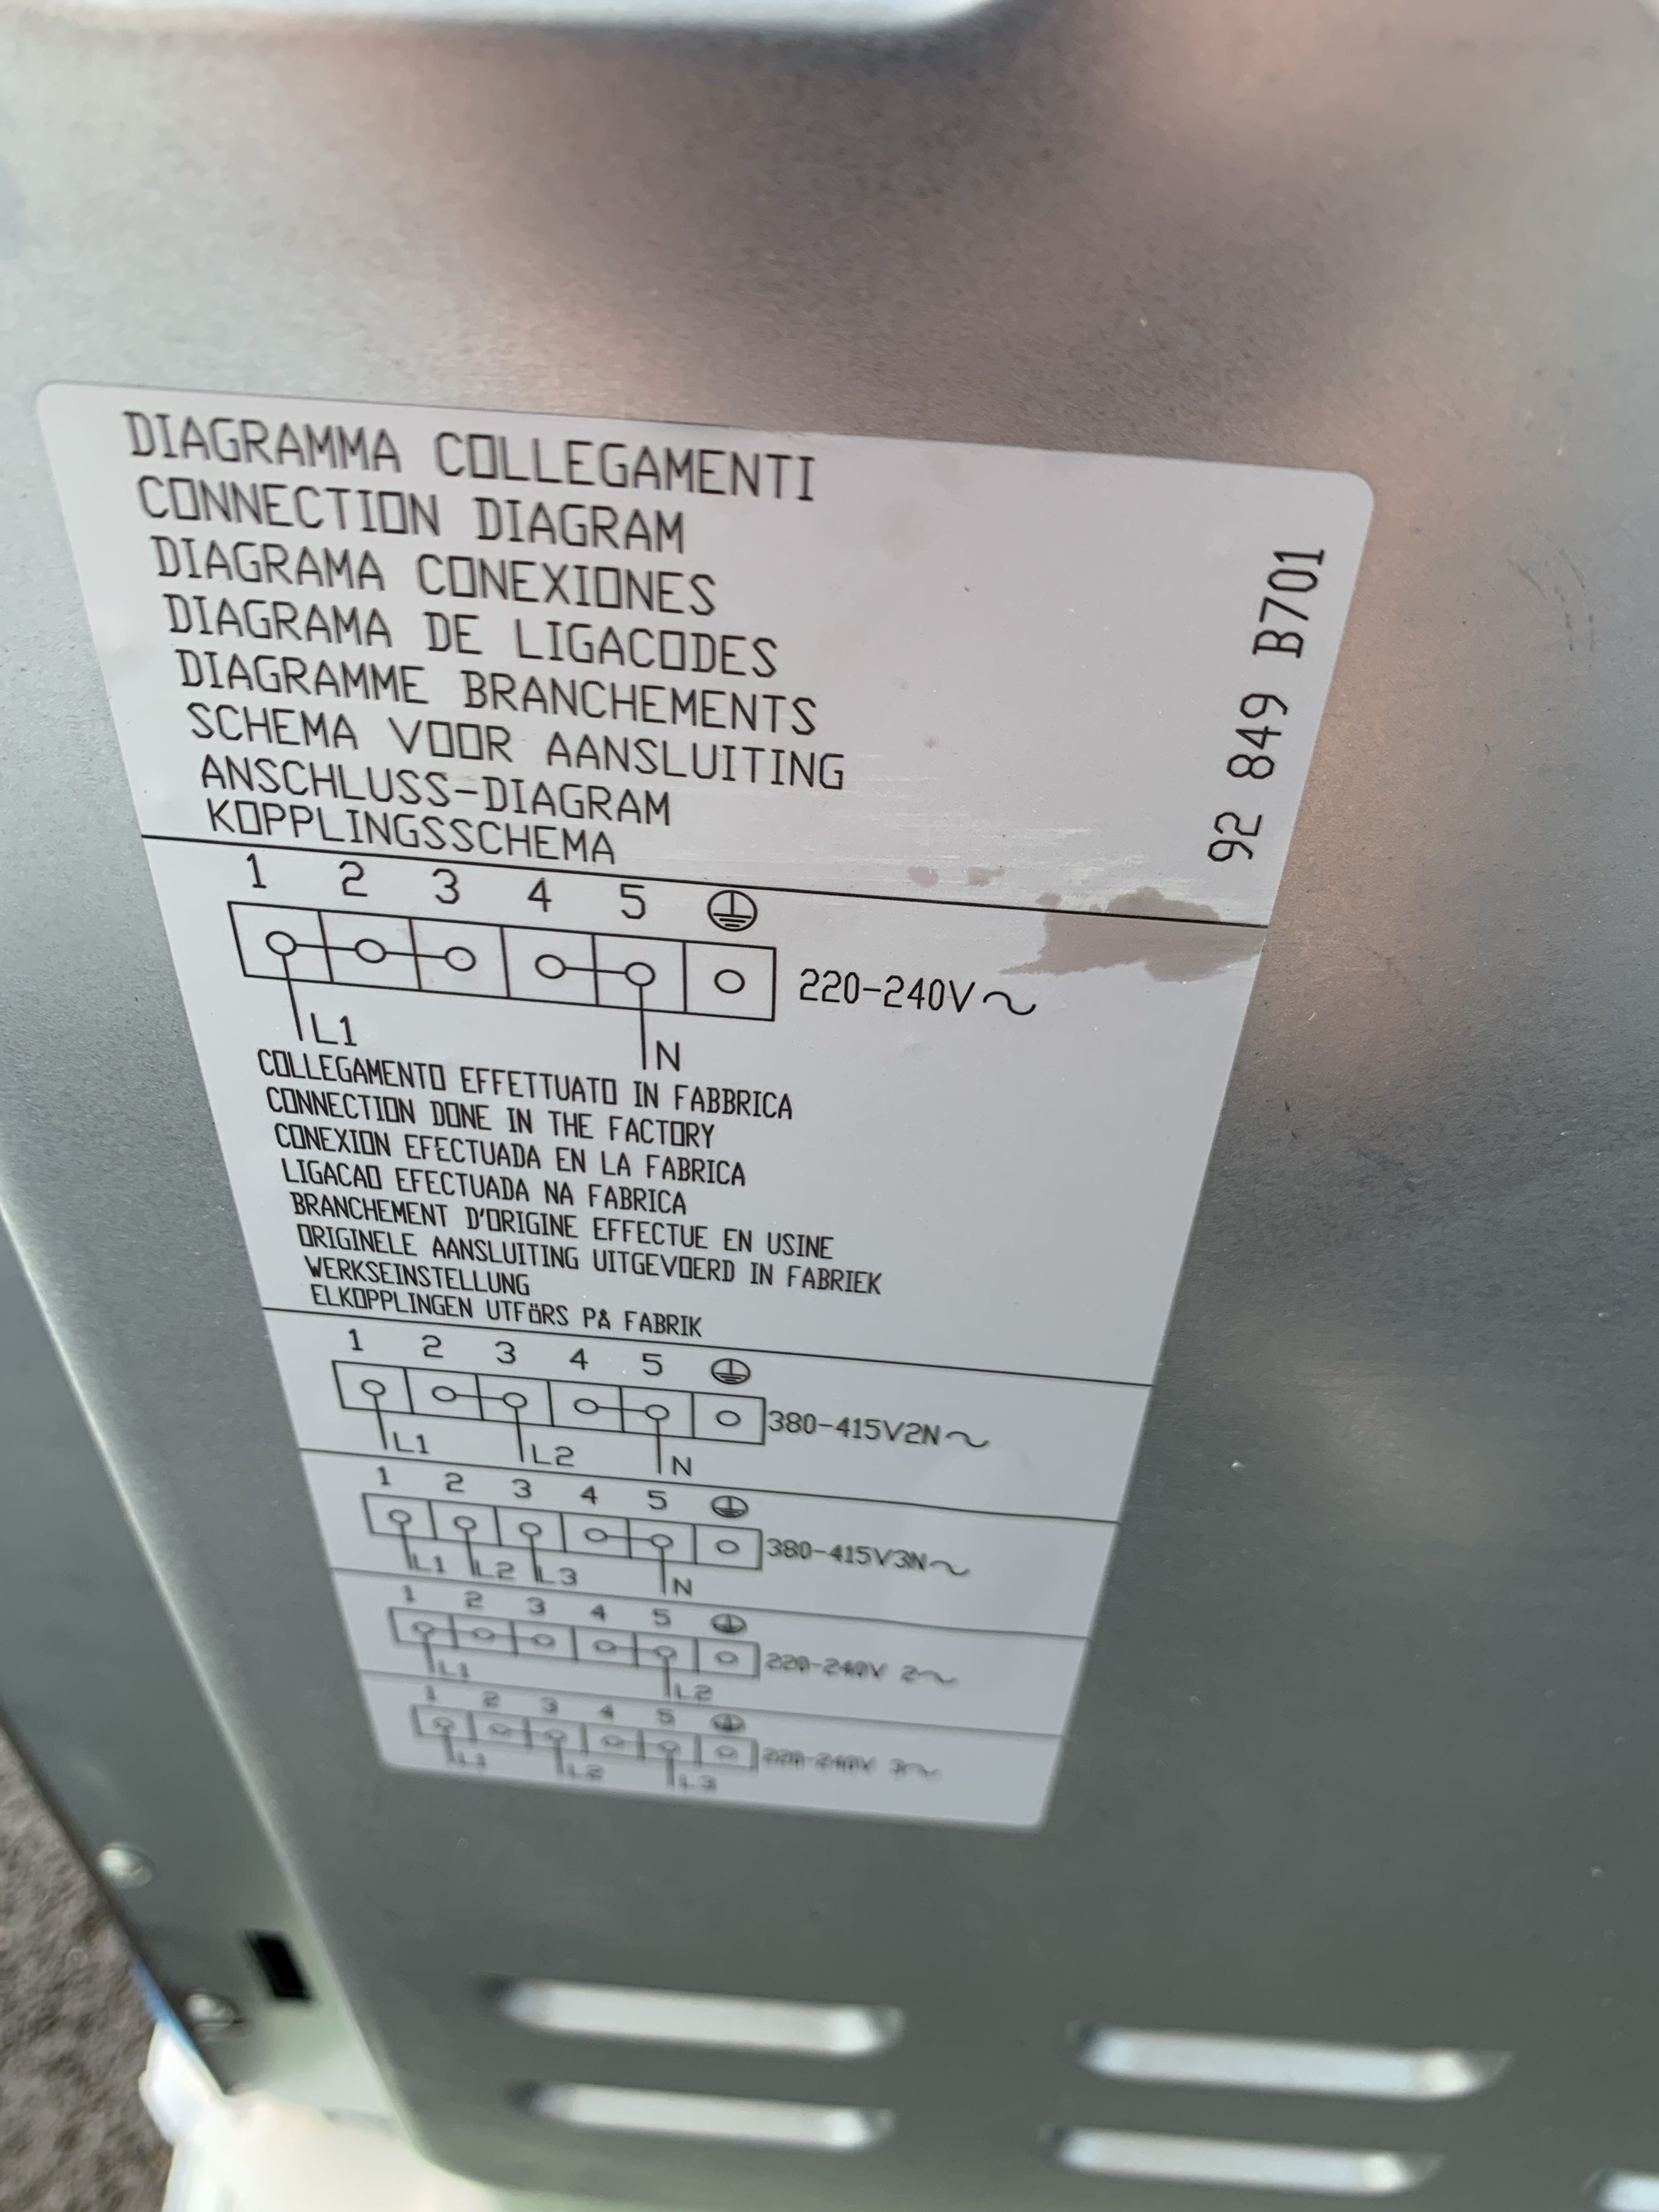 DIAGRAMMA COLLEGAMENTI
CONNECTION DIAGRAM
DIAGRAMA CONEXIONES
DIAGRAMA DE LIGACODES
DIAGRAMME BRANCHEMENTS
SCHEMA VOOR AANSLUITING
ANSCHLUSS-DIAGRAM
KOPPLINGSSCHEMA
92 849 B701
1 2 3 4 5
220-240V~
L1 N
COLLEGAMENTO EFFETTUATO IN FABBRICA
CONNECTION DONE IN THE FACTORY
CONEXION EFECTUADA EN LA FABRICA
LIGACAO EFECTUADA NA FABRICA
BRANCHEMENT D'ORIGINE EFFECTUE EN USINE
ORIGINELE AANSLUITING UITGEVOERD IN FABRIEK
WERKSEINSTELLUNG
ELKOPPLINGEN UTFöRS PÅ FABRIK
1 2 3 4 5
380-415V2N~
L1 L2 N
1 2 3 4 5
380-415V3N~
L1 L2 L3 N
1 2 3 4 5
220-240V 2~
L1 L2
1 2 3 4 5
220-240V 3~
L1 L2 L3